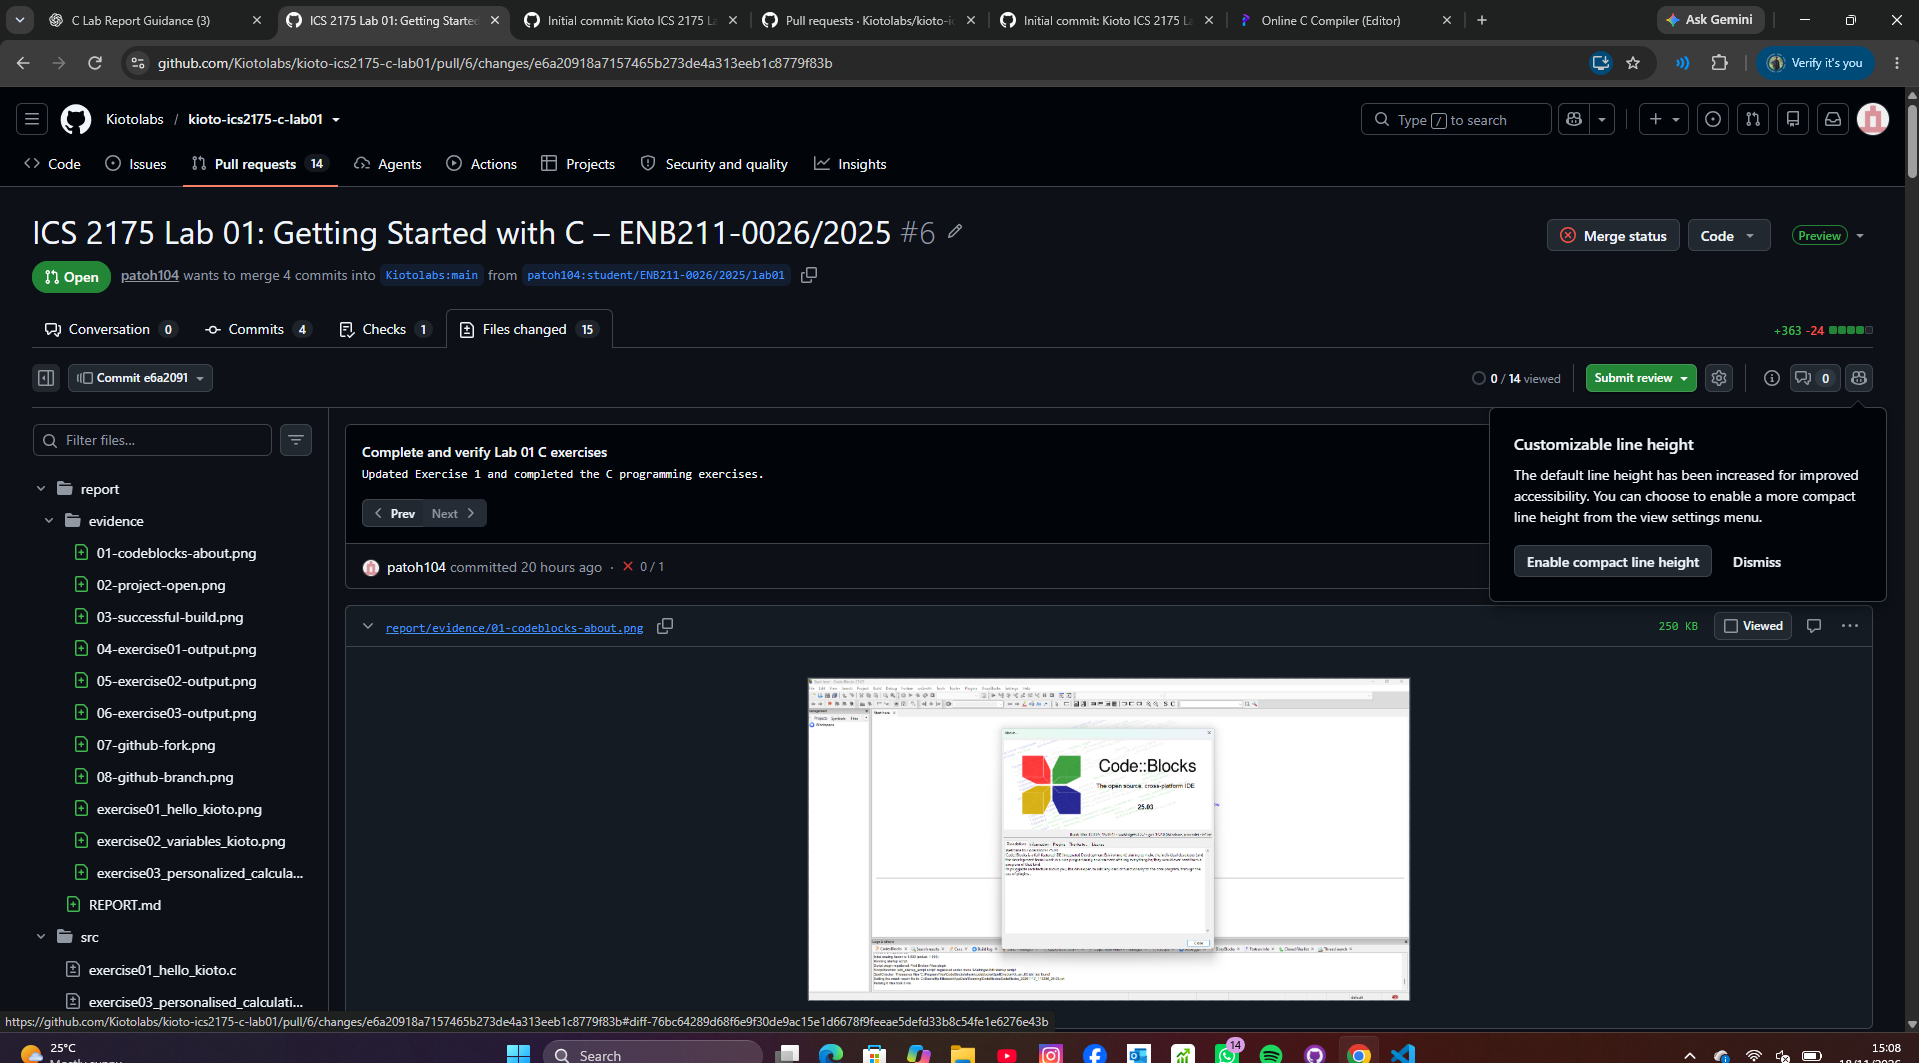 C Lab Report Guidance (3)
ICS 2175 Lab 01: Getting Started
Initial commit: Kioto ICS 2175 La
Pull requests · Kiotolabs/kioto-i
Initial commit: Kioto ICS 2175 La
Online C Compiler (Editor)
Ask Gemini
github.com/Kiotolabs/kioto-ics2175-c-lab01/pull/6/changes/e6a20918a7157465b273de4a313eeb1c8779f83b
Verify it's you
Kiotolabs / kioto-ics2175-c-lab01
Type / to search
Code
Issues
Pull requests 14
Agents
Actions
Projects
Security and quality
Insights
ICS 2175 Lab 01: Getting Started with C – ENB211-0026/2025 #6
Merge status
Code
Preview
Open
patoh104 wants to merge 4 commits into Kiotolabs:main from patoh104:student/ENB211-0026/2025/lab01
Conversation 0
Commits 4
Checks 1
Files changed 15
+363 -24
Commit e6a2091
0 / 14 viewed
Submit review
0
Filter files...
report
evidence
01-codeblocks-about.png
02-project-open.png
03-successful-build.png
04-exercise01-output.png
05-exercise02-output.png
06-exercise03-output.png
07-github-fork.png
08-github-branch.png
exercise01_hello_kioto.png
exercise02_variables_kioto.png
exercise03_personalized_calcula...
REPORT.md
src
exercise01_hello_kioto.c
exercise03_personalised_calculati...
Complete and verify Lab 01 C exercises
Updated Exercise 1 and completed the C programming exercises.
Prev Next
patoh104 committed 20 hours ago · 0 / 1
Customizable line height
The default line height has been increased for improved
accessibility. You can choose to enable a more compact
line height from the view settings menu.
Enable compact line height
Dismiss
report/evidence/01-codeblocks-about.png
250 KB
Viewed
Code::Blocks
The open source, cross-platform IDE
25.03
https://github.com/Kiotolabs/kioto-ics2175-c-lab01/pull/6/changes/e6a20918a7157465b273de4a313eeb1c8779f83b#diff-76bc64289d68f6e9f30de9ac15e1d6678f9feeae5defd33b8c54fe1e6276e43b
25°C
Search
14
15:08